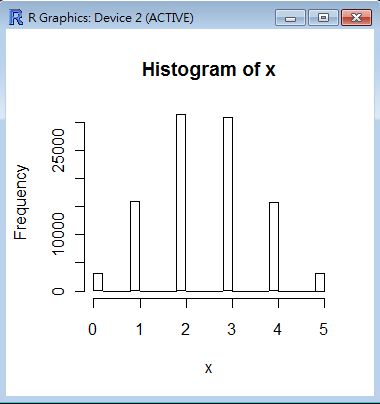 R Graphics: Device 2 (ACTIVE)
Histogram of x
Frequency
25000
10000
0
0 1 2 3 4 5
x